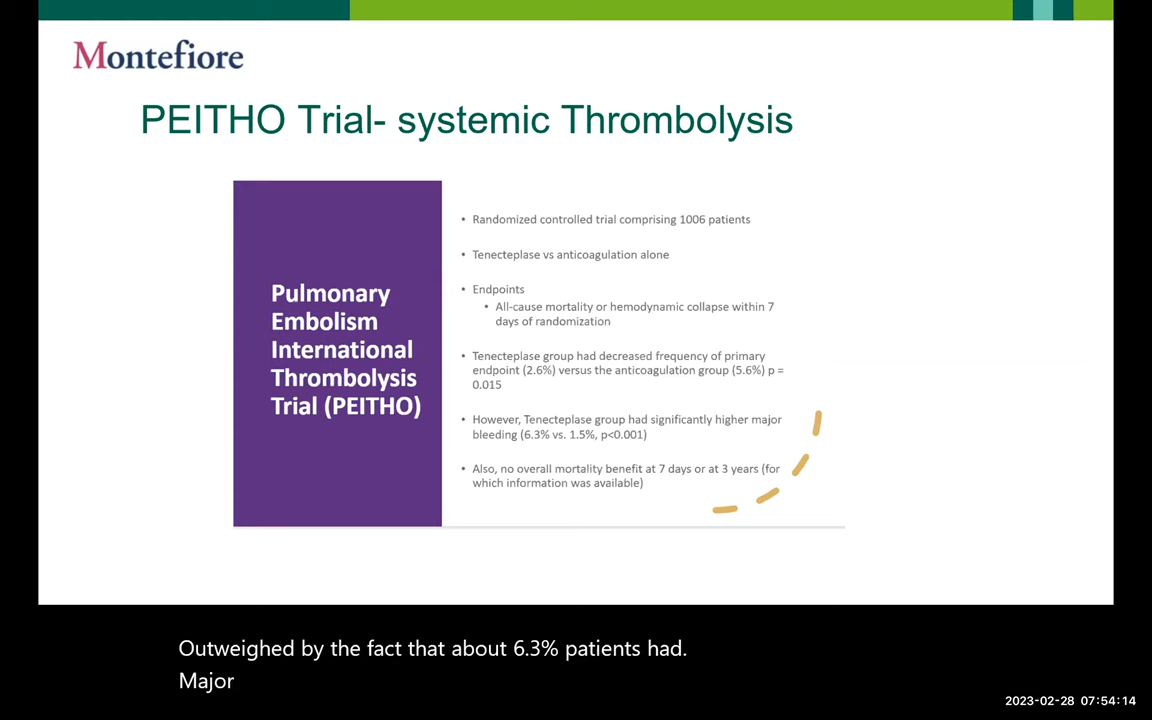 Montefiore
PEITHO Trial- systemic Thrombolysis
Pulmonary
Embolism
International
Thrombolysis
Trial (PEITHO)
• Randomized controlled trial comprising 1006 patients
• Tenecteplase vs anticoagulation alone
• Endpoints
• All-cause mortality or hemodynamic collapse within 7
days of randomization
• Tenecteplase group had decreased frequency of primary
endpoint (2.6%) versus the anticoagulation group (5.6%) p =
0.015
• However, Tenecteplase group had significantly higher major
bleeding (6.3% vs. 1.5%, p<0.001)
• Also, no overall mortality benefit at 7 days or at 3 years (for
which information was available)
Outweighed by the fact that about 6.3% patients had.
Major
2023-02-28 07:54:14